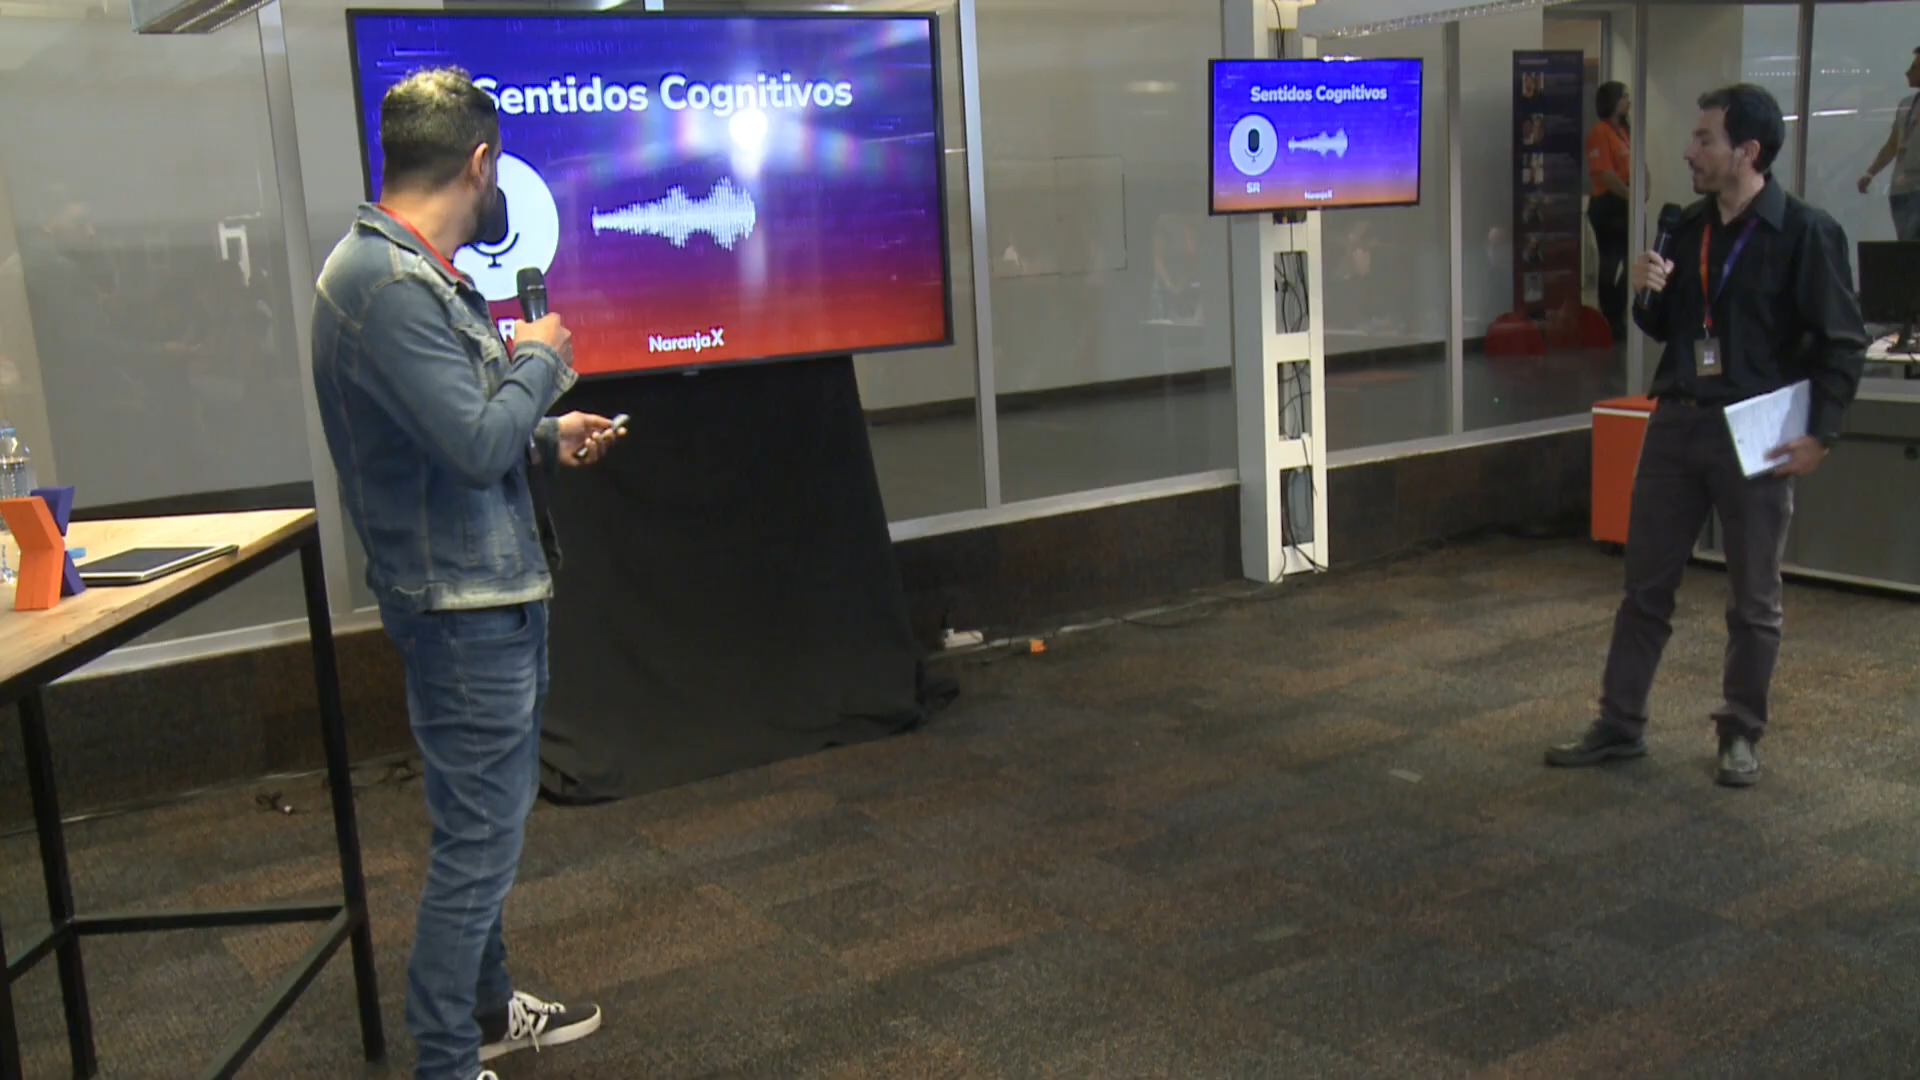 Sentidos Cognitivos
NaranjaX
Sentidos Cognitivos
SR
NaranjaX